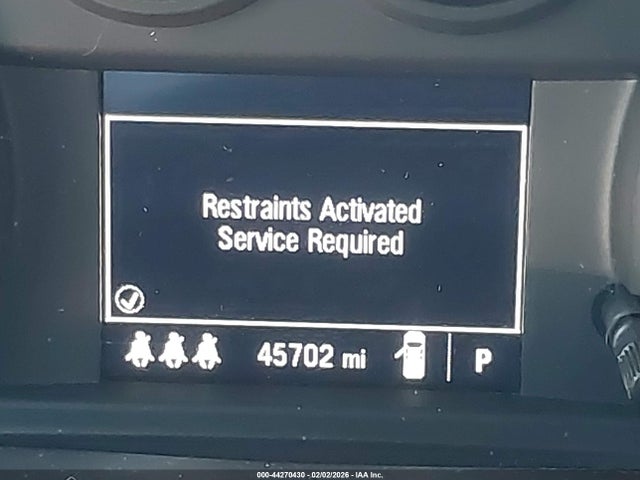 Restraints Activated
Service Required
45702 mi
P
000-44270430 - 02/02/2026 - IAA Inc.